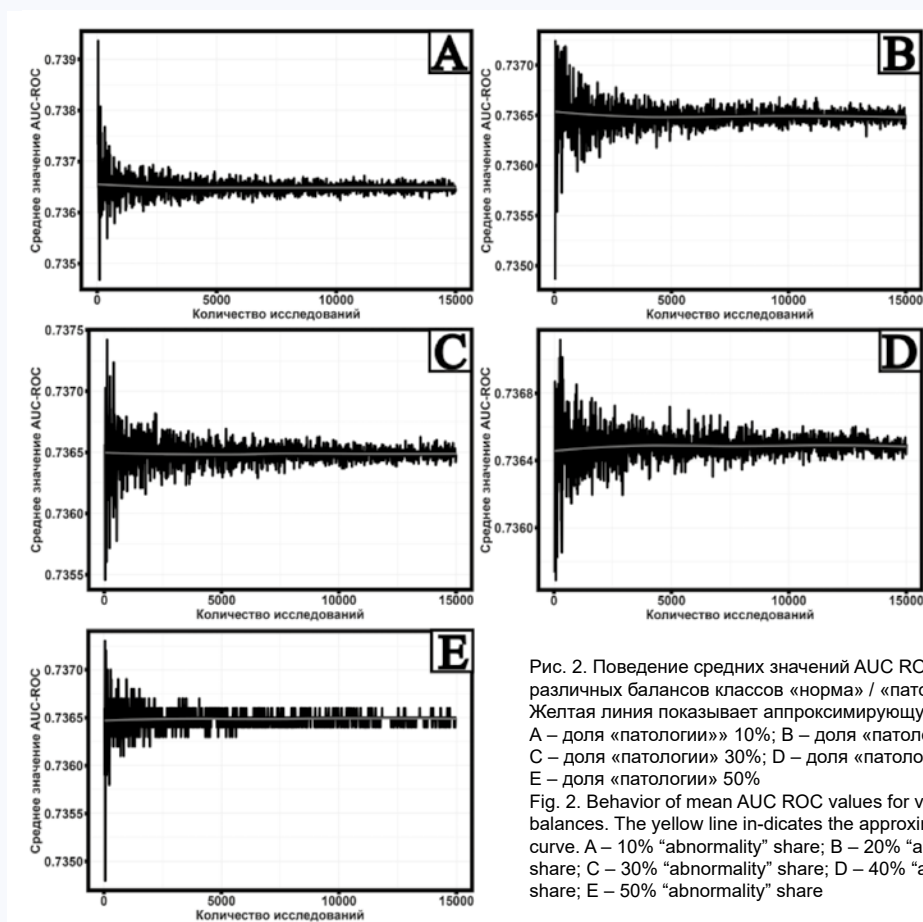 A
Среднее значение AUC-ROC
0.739
0.738
0.737
0.736
0.735
0 5000 10000 15000
Количество исследований
B
Среднее значение AUC-ROC
0.7370
0.7365
0.7360
0.7355
0.7350
0 5000 10000 15000
Количество исследований
C
Среднее значение AUC-ROC
0.7375
0.7370
0.7365
0.7360
0.7355
0 5000 10000 15000
Количество исследований
D
Среднее значение AUC-ROC
0.7368
0.7364
0.7360
0 5000 10000 15000
Количество исследований
E
Среднее значение AUC-ROC
0.7370
0.7365
0.7360
0.7355
0.7350
0 5000 10000 15000
Количество исследований
Рис. 2. Поведение средних значений AUC
различных балансов классов «норма» /
Желтая линия показывает
A – доля «патологии»» 10%; B – доля
C – доля «патологии» 30%; D – доля
E – доля «патологии» 50%
Fig. 2. Behavior of mean AUC ROC values for
balances. The yellow line in-dicates the
curve. A – 10% “abnormality” share; B – 20%
share; C – 30% “abnormality” share; D – 40%
share; E – 50% “abnormality” share